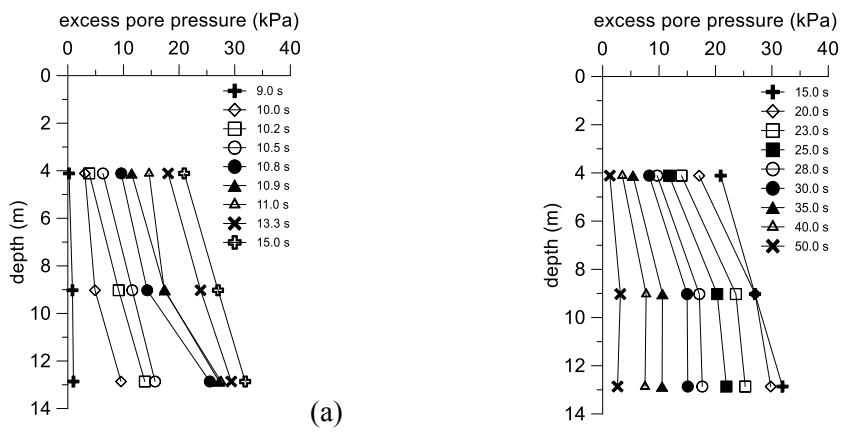 excess pore pressure (kPa)
0 10 20 30 40
0
2
4
6
8
10
12
14
depth (m)
9.0 s
10.0 s
10.2 s
10.5 s
10.8 s
10.9 s
11.0 s
13.3 s
15.0 s
(a)
excess pore pressure (kPa)
0 10 20 30 40
0
2
4
6
8
10
12
14
depth (m)
15.0 s
20.0 s
23.0 s
25.0 s
28.0 s
30.0 s
35.0 s
40.0 s
50.0 s